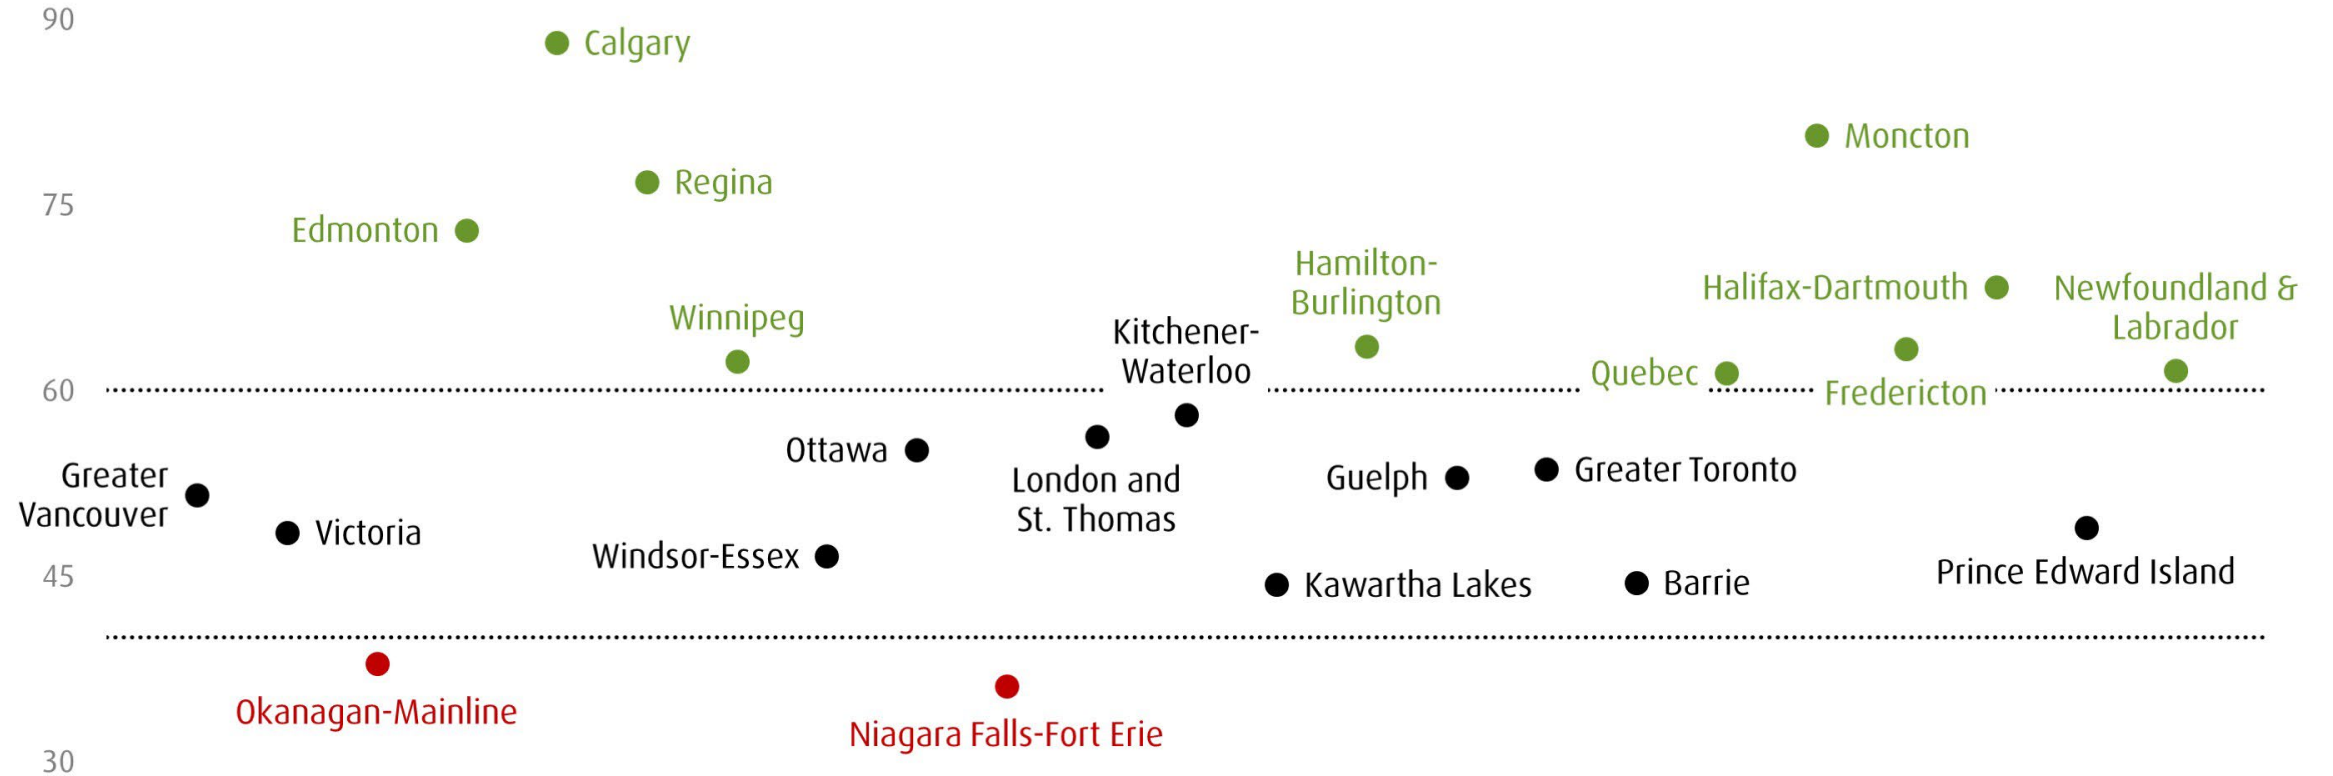 90
Calgary
Moncton
Regina
75
Edmonton
Hamilton-
Burlington
Halifax-Dartmouth
Newfoundland &
Labrador
Winnipeg
Kitchener-
Waterloo
Quebec
60
Fredericton
Ottawa
Greater
Vancouver
London and
St. Thomas
Guelph
Greater Toronto
Victoria
Windsor-Essex
45
Kawartha Lakes
Barrie
Prince Edward Island
Okanagan-Mainline
Niagara Falls-Fort Erie
30